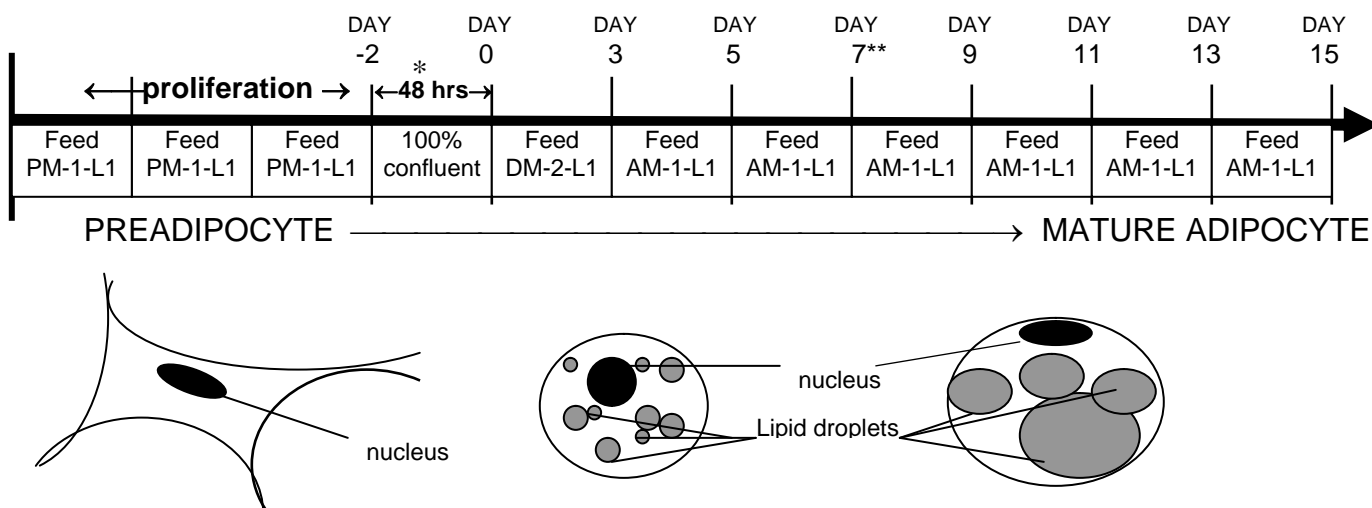 DAY DAY DAY DAY DAY DAY DAY DAY DAY
-2 0 3 5 7** 9 11 13 15
*
←proliferation→ ←48 hrs→
Feed Feed Feed 100% Feed Feed Feed Feed Feed Feed Feed
PM-1-L1 PM-1-L1 PM-1-L1 confluent DM-2-L1 AM-1-L1 AM-1-L1 AM-1-L1 AM-1-L1 AM-1-L1 AM-1-L1
PREADIPOCYTE → MATURE ADIPOCYTE
nucleus
Lipid droplets
nucleus